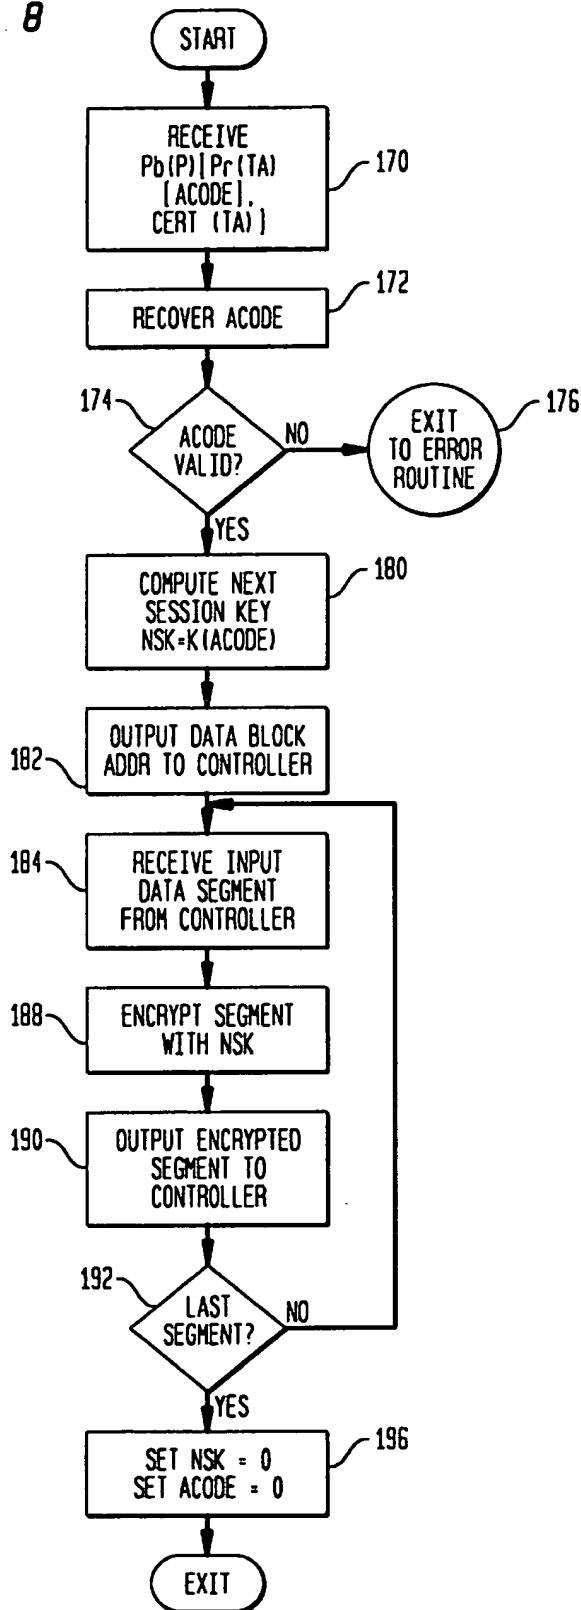 8
START
RECEIVE
Pb(P)[Pr(TA)
[ACODE],
CERT (TA)]
170
RECOVER ACODE
172
174
ACODE
VALID?
NO
EXIT
TO ERROR
ROUTINE
176
YES
COMPUTE NEXT
SESSION KEY
NSK=K(ACODE)
180
OUTPUT DATA BLOCK
ADDR TO CONTROLLER
182
184
RECEIVE INPUT
DATA SEGMENT
FROM CONTROLLER
188
ENCRYPT SEGMENT
WITH NSK
190
OUTPUT ENCRYPTED
SEGMENT TO
CONTROLLER
192
LAST
SEGMENT?
NO
YES
SET NSK = 0
SET ACODE = 0
196
EXIT